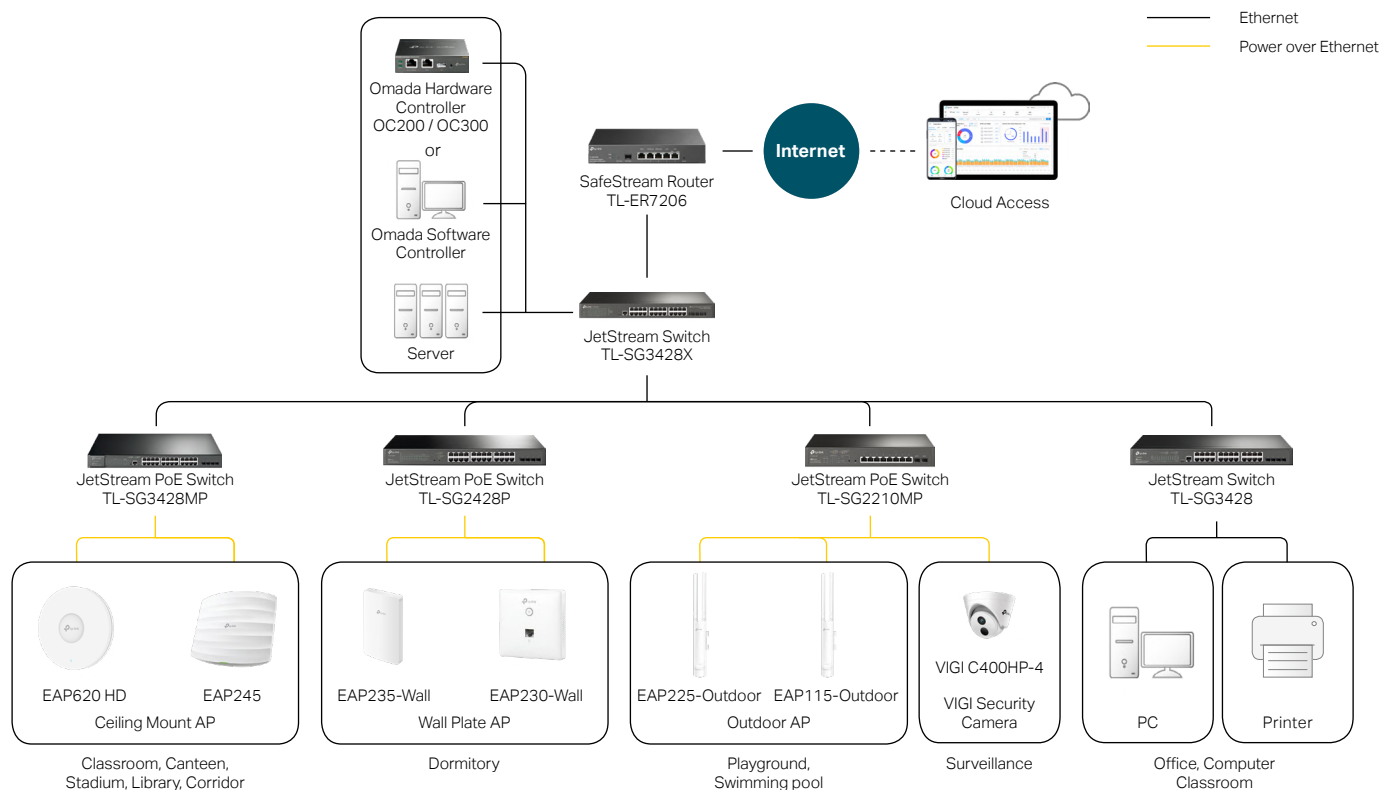 Ethernet
Power over Ethernet
Omada Hardware
Controller
OC200 / OC300
or
Omada Software
Controller
Server
SafeStream Router
TL-ER7206
Internet
Cloud Access
JetStream Switch
TL-SG3428X
JetStream PoE Switch
TL-SG3428MP
JetStream PoE Switch
TL-SG2428P
JetStream PoE Switch
TL-SG2210MP
JetStream Switch
TL-SG3428
EAP620 HD
EAP245
Ceiling Mount AP
Classroom, Canteen,
Stadium, Library, Corridor
EAP235-Wall
EAP230-Wall
Wall Plate AP
Dormitory
EAP225-Outdoor
EAP115-Outdoor
Outdoor AP
Playground,
Swimming pool
VIGI C400HP-4
VIGI Security
Camera
Surveillance
PC
Printer
Office, Computer
Classroom